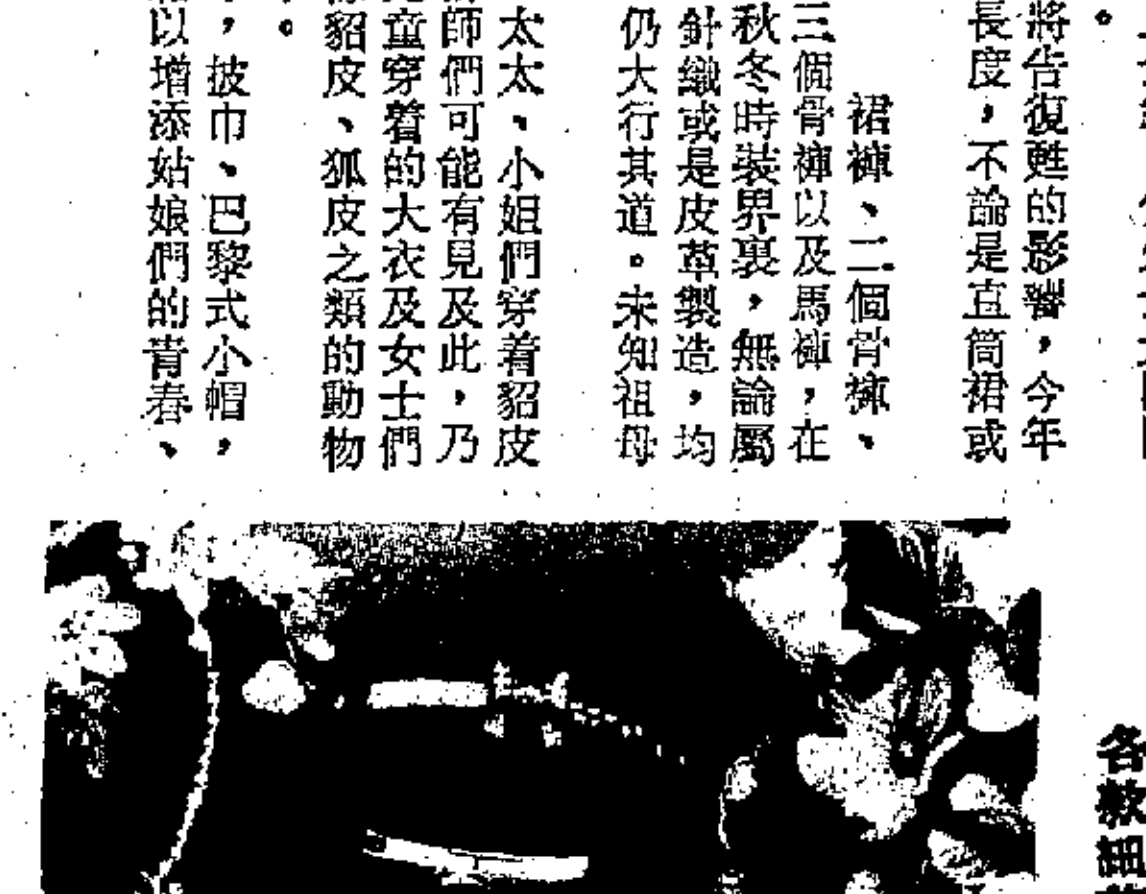 將告復甦的影響，今年
長度，不論是直筒裙或
裙褲、二個骨褲、
三個骨褲以及馬褲，在
秋冬時裝界裏，無論屬
針織或是皮革製造，均
仍大行其道。未知祖母
太太、小姐們穿着貂皮
師們可能有見及此，乃
童穿着的大衣及女士們
貂皮、狐皮之類的動物
，披巾、巴黎式小帽，
以增添姑娘們的青春、
各款